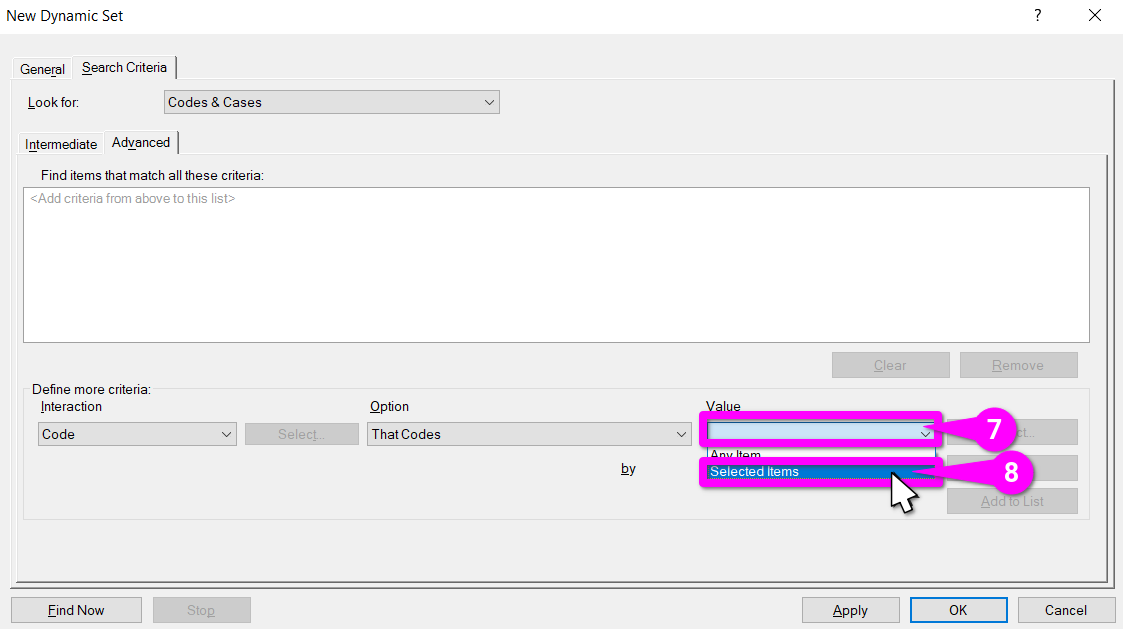 New Dynamic Set ?
General Search Criteria
Look for: Codes & Cases
Intermediate Advanced
Find items that match all these criteria:
<Add criteria from above to this list>
Clear Remove
Define more criteria:
Interaction Option Value
Code Select... That Codes 7
Any Item
by Selected Items 8
Add to List
Find Now Stop Apply OK Cancel